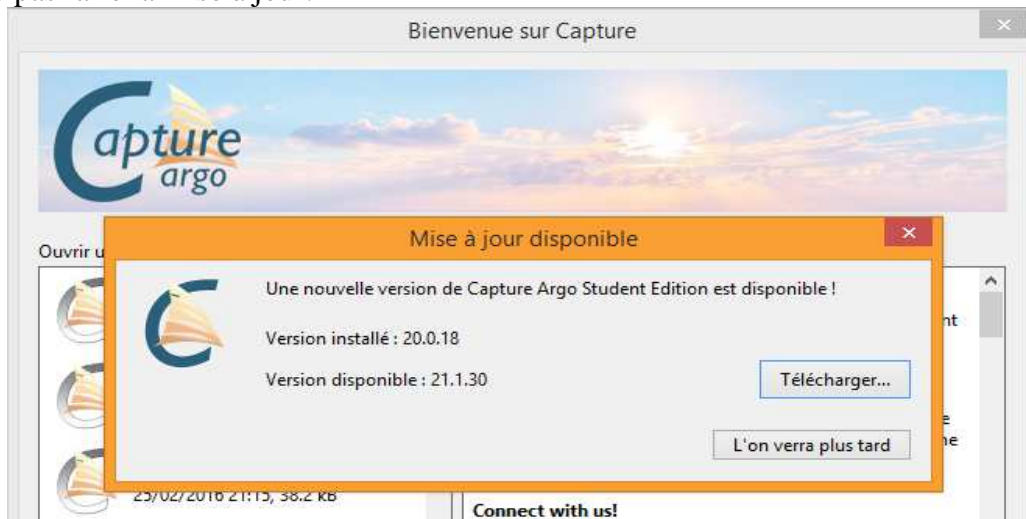 Bienvenue sur Capture
Capture
argo
Ouvrir u
Mise à jour disponible
Une nouvelle version de Capture Argo Student Edition est disponible !
Version installé : 20.0.18
nt
Version disponible : 21.1.30
Télécharger...
L'on verra plus tard
25/02/2016 21:15, 38.2 kB
Connect with us!